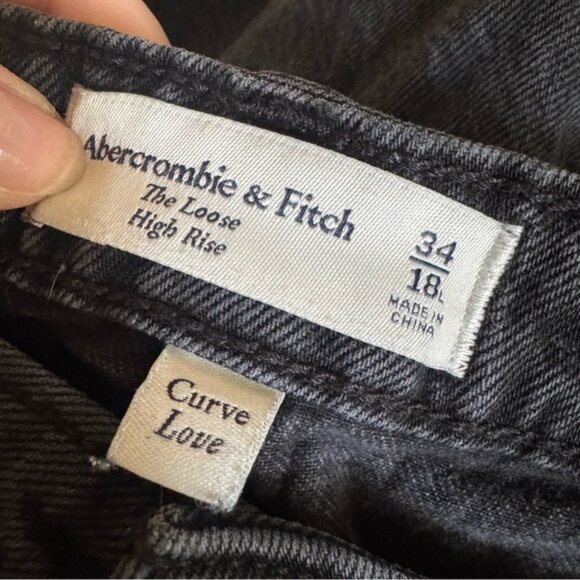 Abercrombie & Fitch
The Loose
High Rise
34
18L
MADE IN
CHINA
Curve
Love